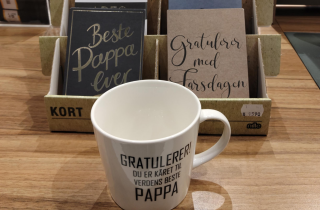 Beste
Pappa
ever
Gratulerer
med
Farsdagen
KORT
GRATULERER!
DU ER KÅRET TIL
VERDENS BESTE
PAPPA